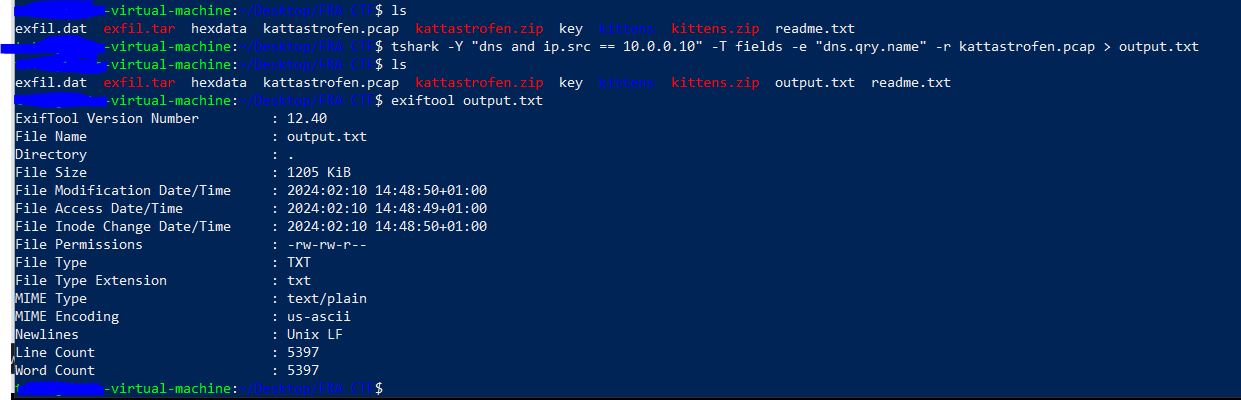 -virtual-machine:~/Desktop/FRA CTF$ ls
exfil.dat exfil.tar hexdata kattastrofen.pcap kattastrofen.zip key kittens kittens.zip readme.txt
-virtual-machine:~/Desktop/FRA CTF$ tshark -Y "dns and ip.src == 10.0.0.10" -T fields -e "dns.qry.name" -r kattastrofen.pcap > output.txt
-virtual-machine:~/Desktop/FRA CTF$ ls
exfil.dat exfil.tar hexdata kattastrofen.pcap kattastrofen.zip key kittens kittens.zip output.txt readme.txt
-virtual-machine:~/Desktop/FRA CTF$ exiftool output.txt
ExifTool Version Number : 12.40
File Name : output.txt
Directory : .
File Size : 1205 KiB
File Modification Date/Time : 2024:02:10 14:48:50+01:00
File Access Date/Time : 2024:02:10 14:48:49+01:00
File Inode Change Date/Time : 2024:02:10 14:48:50+01:00
File Permissions : -rw-rw-r--
File Type : TXT
File Type Extension : txt
MIME Type : text/plain
MIME Encoding : us-ascii
Newlines : Unix LF
Line Count : 5397
Word Count : 5397
-virtual-machine:~/Desktop/FRA CTF$